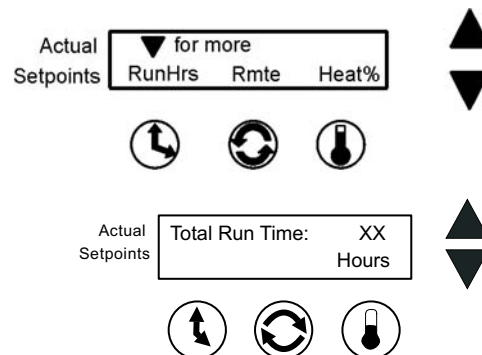 Actual ▼ for more
Setpoints RunHrs Rmte Heat%
Actual Total Run Time: XX
Setpoints Hours